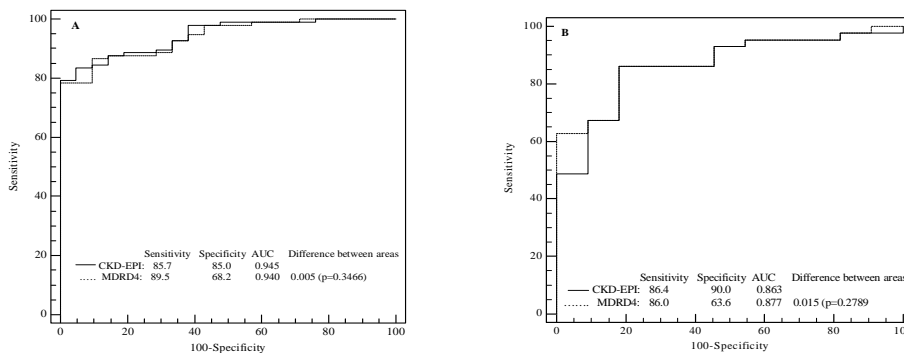 A
100
80
60
40
20
0
Sensitivity
Sensitivity Specificity AUC Difference between areas
CKD-EPI: 85.7 85.0 0.945
MDRD4: 89.5 68.2 0.940 0.005 (p=0.3466)
0 20 40 60 80 100
100-Specificity
B
100
80
60
40
20
0
Sensitivity
Sensitivity Specificity AUC Difference between areas
CKD-EPI: 86.4 90.0 0.863
MDRD4: 86.0 63.6 0.877 0.015 (p=0.2789
0 20 40 60 80 100
100-Specificity